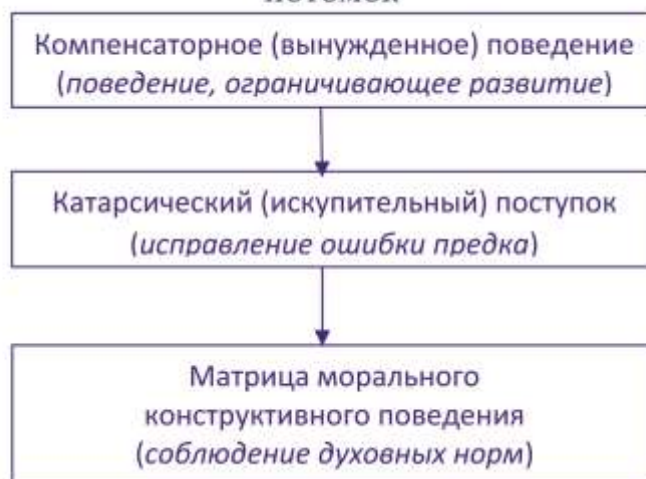 Компенсаторное (вынужденное) поведение
(поведение, ограничивающее развитие)
Катарсический (искупительный) поступок
(исправление ошибки предка)
Матрица морального
конструктивного поведения
(соблюдение духовных норм)